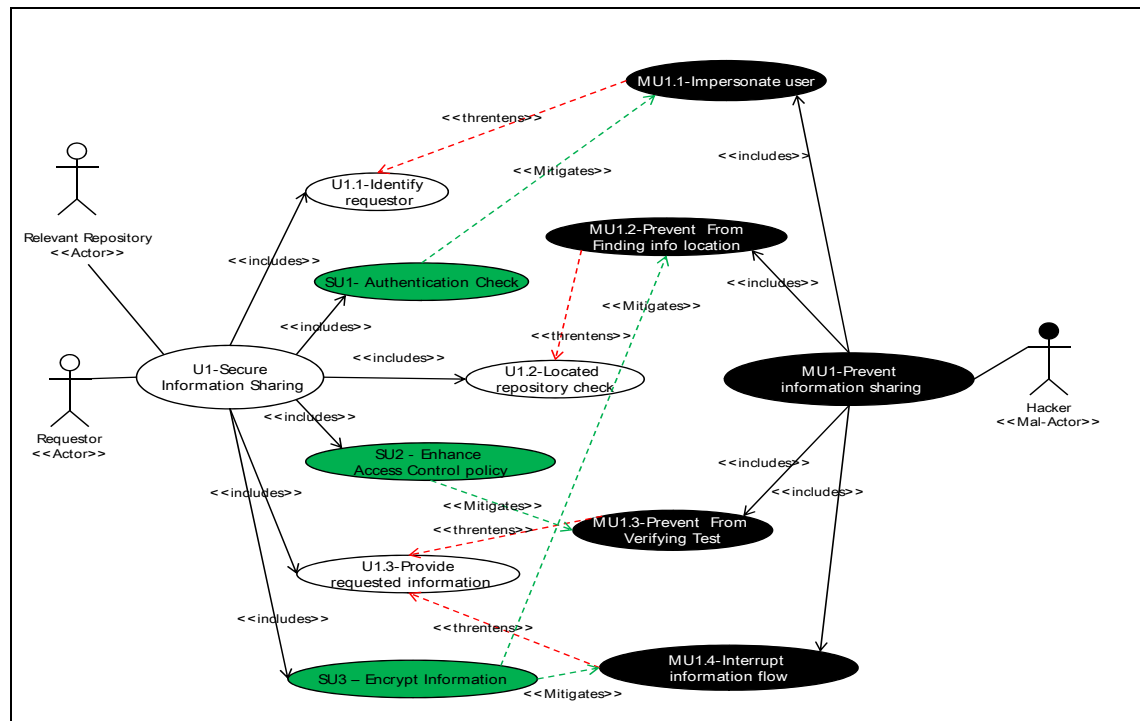 MU1.1-Impersonate user
<<threntens>>
<<includes>>
<<Mitigates>>
U1.1-Identify
requestor
Relevant Repository
<<Actor>>
MU1.2-Prevent  From
Finding info location
<<includes>>
SU1- Authentication Check
<<includes>>
<<Mitigates>>
<<includes>>
<<threntens>>
<<includes>>
U1-Secure
Information Sharing
U1.2-Located
repository check
MU1-Prevent
information sharing
Requestor
<<Actor>>
Hacker
<<Mal-Actor>>
<<includes>>
SU2 - Enhance
Access Control policy
<<includes>>
<<includes>>
<<includes>>
<<Mitigates>>
<<threntens>>
MU1.3-Prevent  From
Verifying Test
U1.3-Provide
requested information
<<includes>>
<<threntens>>
MU1.4-Interrupt
information flow
SU3 – Encrypt Information
<<Mitigates>>